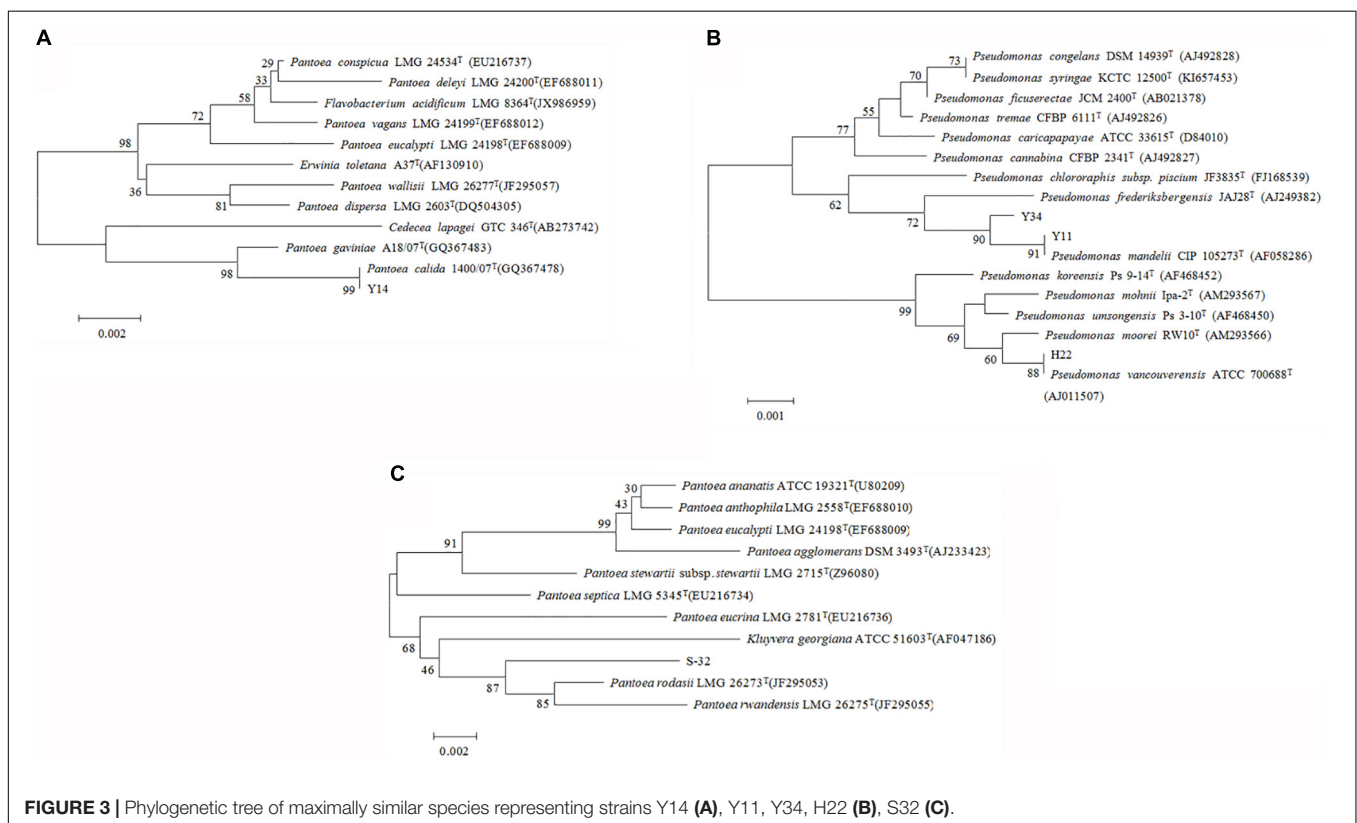 A
29
Pantoea conspicua LMG 24534ᵀ (EU216737)
33
Pantoea deleyi LMG 24200ᵀ(EF688011)
58
Flavobacterium acidificum LMG 8364ᵀ(JX986959)
72
Pantoea vagans LMG 24199ᵀ(EF688012)
98
Pantoea eucalypti LMG 24198ᵀ(EF688009)
Erwinia toletana A37ᵀ(AF130910)
36
Pantoea wallisii LMG 26277ᵀ(JF295057)
81
Pantoea dispersa LMG 2603ᵀ(DQ504305)
Cedecea lapagei GTC 346ᵀ(AB273742)
Pantoea gaviniae A18/07ᵀ(GQ367483)
98
Pantoea calida 1400/07ᵀ(GQ367478)
99
Y14
0.002
B
73
Pseudomonas congelans DSM 14939ᵀ (AJ492828)
70
Pseudomonas syringae KCTC 12500ᵀ (KI657453)
Pseudomonas ficuserectae JCM 2400ᵀ (AB021378)
55
Pseudomonas tremae CFBP 6111ᵀ (AJ492826)
77
Pseudomonas caricapapayae ATCC 33615ᵀ (D84010)
Pseudomonas cannabina CFBP 2341ᵀ (AJ492827)
Pseudomonas chlororaphis subsp. piscium JF3835ᵀ (FJ168539)
62
Pseudomonas frederiksbergensis JAJ28ᵀ (AJ249382)
72
Y34
90
Y11
91
Pseudomonas mandelii CIP 105273ᵀ (AF058286)
Pseudomonas koreensis Ps 9-14ᵀ (AF468452)
99
Pseudomonas mohnii Ipa-2ᵀ (AM293567)
Pseudomonas umsongensis Ps 3-10ᵀ (AF468450)
69
Pseudomonas moorei RW10ᵀ (AM293566)
60
H22
88
Pseudomonas vancouverensis ATCC 700688ᵀ
(AJ011507)
0.001
C
30
Pantoea ananatis ATCC 19321ᵀ(U80209)
43
Pantoea anthophila LMG 2558ᵀ(EF688010)
99
Pantoea eucalypti LMG 24198ᵀ(EF688009)
91
Pantoea agglomerans DSM 3493ᵀ(AJ233423)
Pantoea stewartii subsp.stewartii LMG 2715ᵀ(Z96080)
Pantoea septica LMG 5345ᵀ(EU216734)
Pantoea eucrina LMG 2781ᵀ(EU216736)
68
Kluyvera georgiana ATCC 51603ᵀ(AF047186)
46
S-32
87
Pantoea rodasii LMG 26273ᵀ(JF295053)
85
Pantoea rwandensis LMG 26275ᵀ(JF295055)
0.002
FIGURE 3 | Phylogenetic tree of maximally similar species representing strains Y14 (A), Y11, Y34, H22 (B), S32 (C).